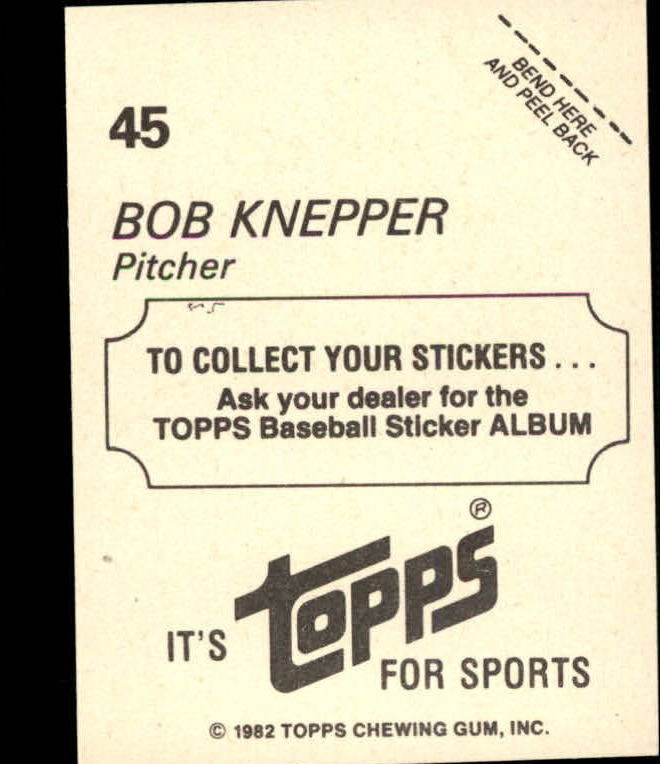 BEND HERE
AND PEEL BACK
45
BOB KNEPPER
Pitcher
TO COLLECT YOUR STICKERS . . .
Ask your dealer for the
TOPPS Baseball Sticker ALBUM
IT'S topps ®
FOR SPORTS
© 1982 TOPPS CHEWING GUM, INC.